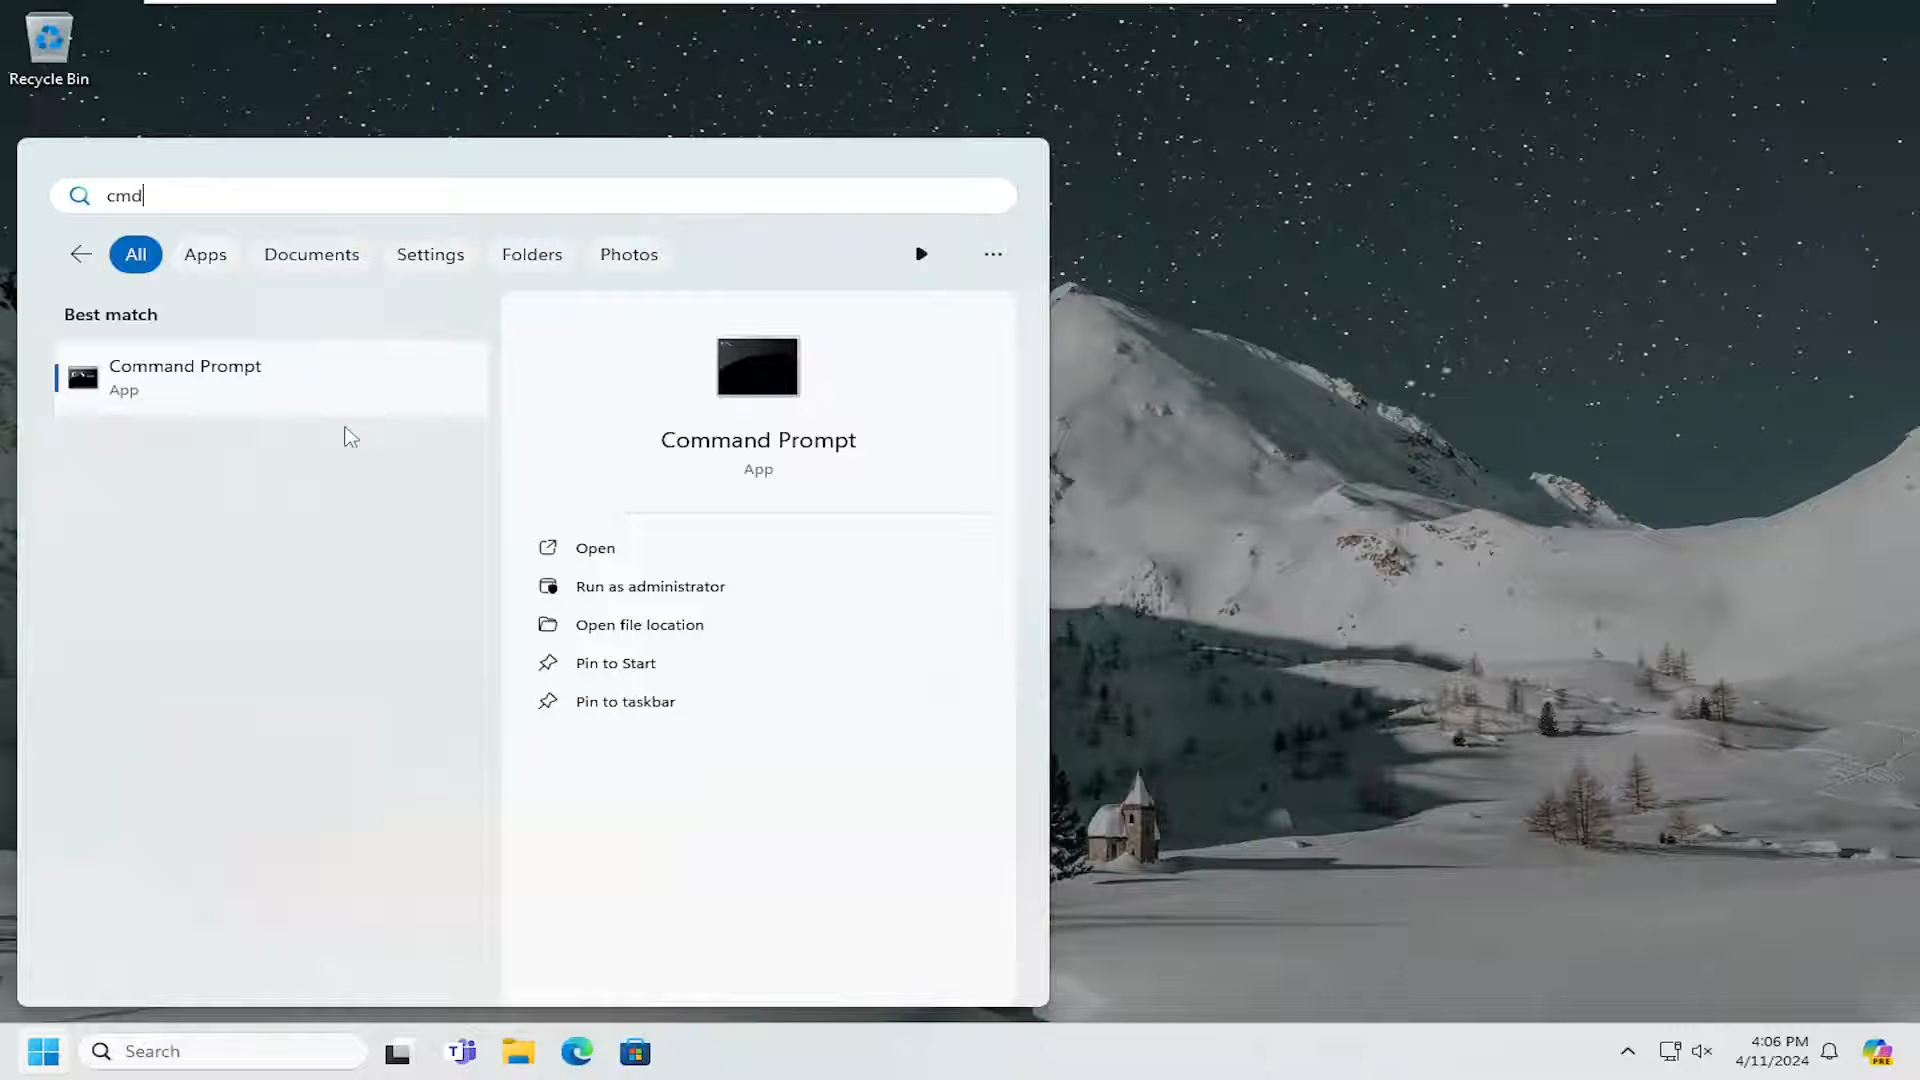 Recycle Bin
cmd
All Apps Documents Settings Folders Photos
Best match
Command Prompt
App
Command Prompt
App
Open
Run as administrator
Open file location
Pin to Start
Pin to taskbar
Search
4:06 PM
4/11/2024
PRE